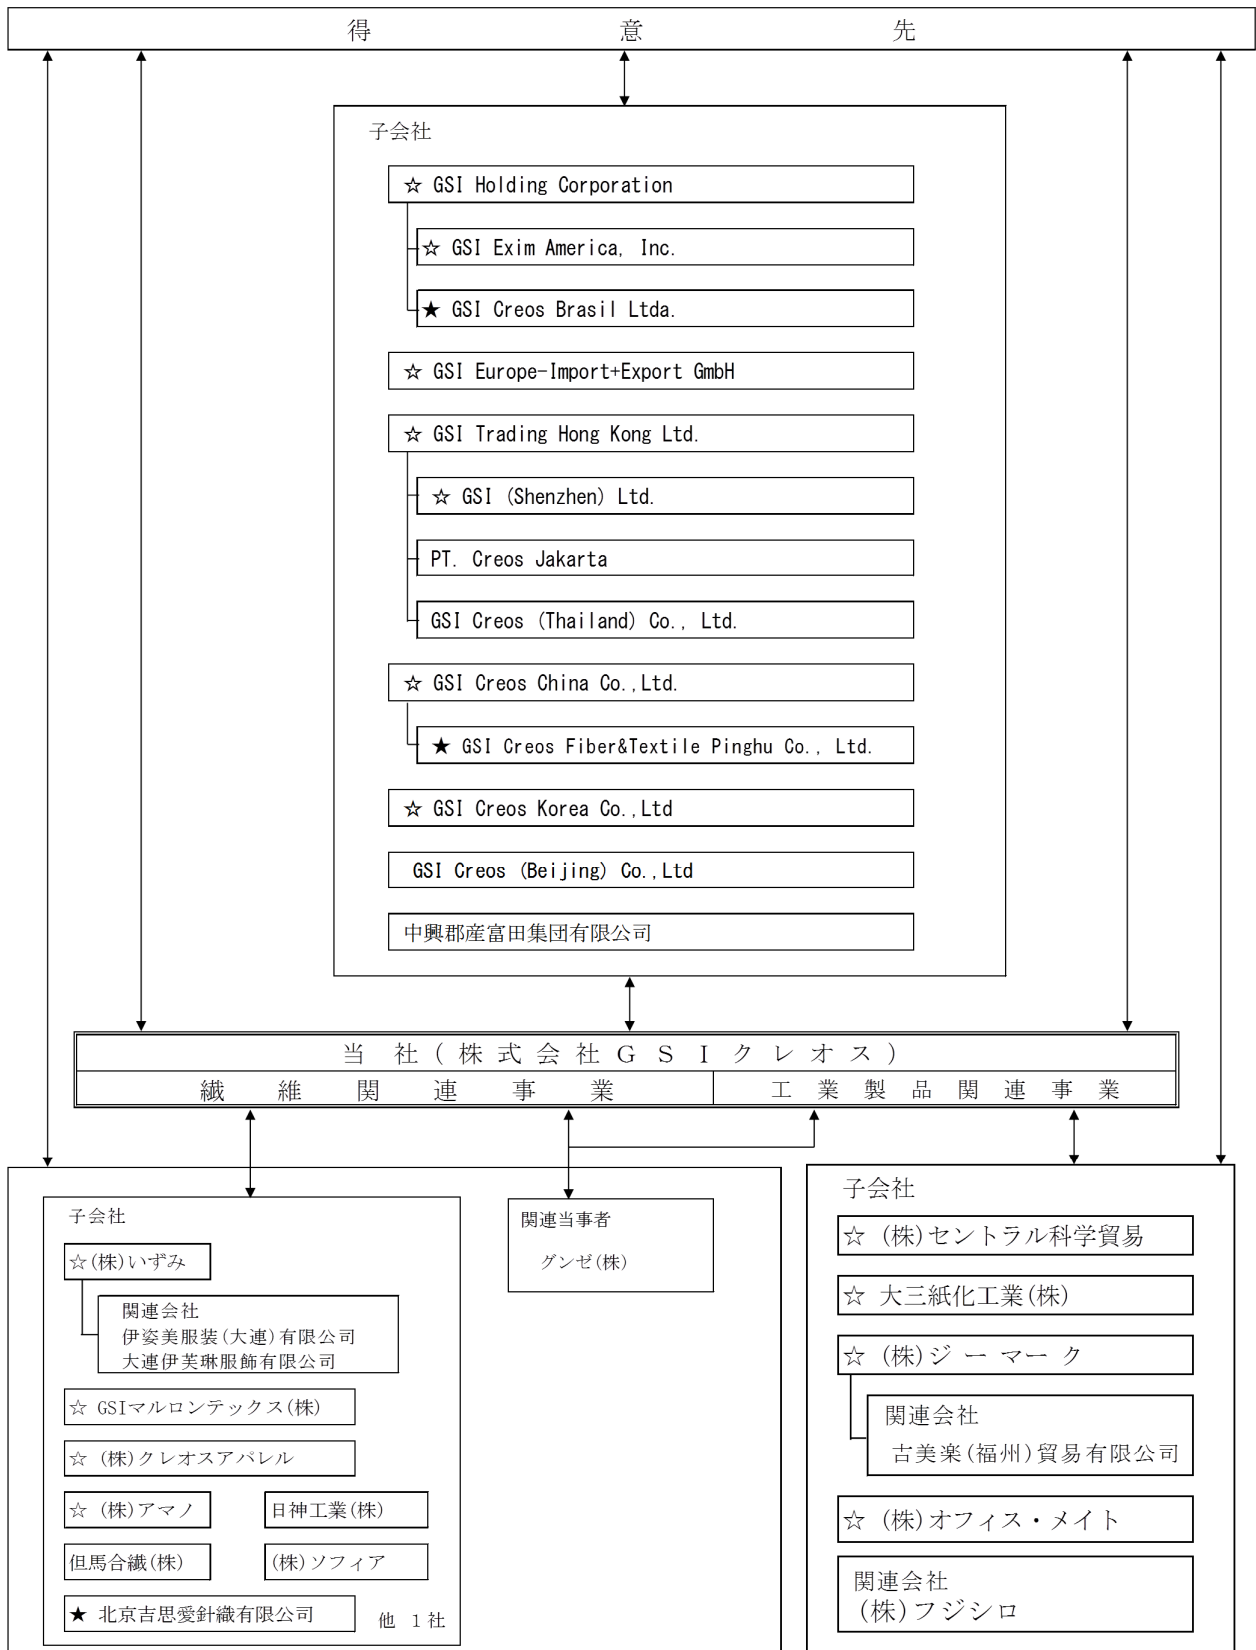 得意先
子会社
☆ GSI Holding Corporation
☆ GSI Exim America, Inc.
★ GSI Creos Brasil Ltda.
☆ GSI Europe-Import+Export GmbH
☆ GSI Trading Hong Kong Ltd.
☆ GSI (Shenzhen) Ltd.
PT. Creos Jakarta
GSI Creos (Thailand) Co., Ltd.
☆ GSI Creos China Co.,Ltd.
★ GSI Creos Fiber&Textile Pinghu Co., Ltd.
☆ GSI Creos Korea Co.,Ltd
GSI Creos (Beijing) Co.,Ltd
中興郡産富田集団有限公司
当社(株式会社GSIクレオス)
繊維関連事業
工業製品関連事業
子会社
☆(株)いずみ
関連会社
伊姿美服装(大連)有限公司
大連伊芙琳服飾有限公司
☆ GSIマルロンテックス(株)
☆ (株)クレオスアパレル
☆ (株)アマノ
日神工業(株)
但馬合繊(株)
(株)ソフィア
★ 北京吉思愛針織有限公司
他 1社
関連当事者
グンゼ(株)
子会社
☆ (株)セントラル科学貿易
☆ 大三紙化工業(株)
☆ (株)ジーマーク
関連会社
古美楽(福州)貿易有限公司
☆ (株)オフィス・メイト
関連会社
(株)フジシロ